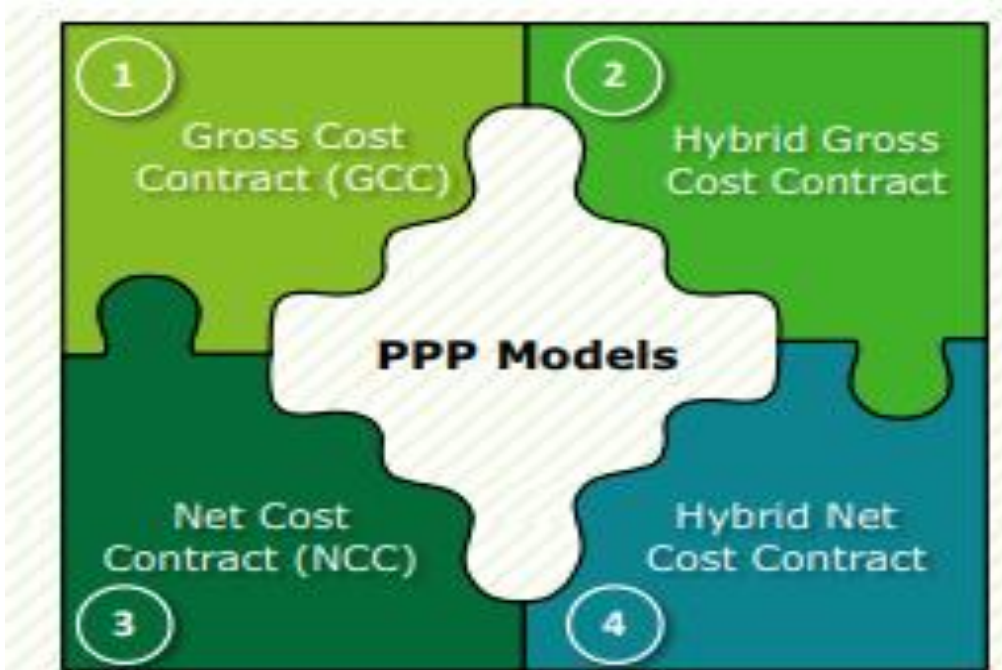 1
Gross Cost
Contract (GCC)
2
Hybrid Gross
Cost Contract
PPP Models
Net Cost
Contract (NCC)
3
Hybrid Net
Cost Contract
4